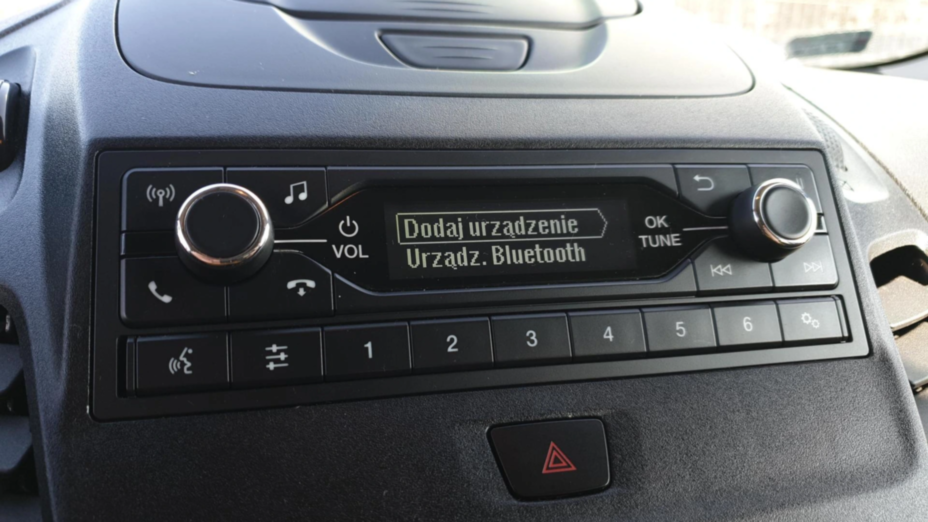 Dodaj urządzenie
Urządz. Bluetooth
VOL
OK
TUNE
1 2 3 4 5 6